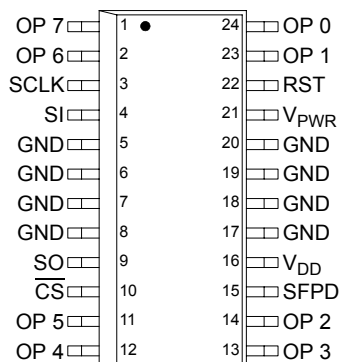 OP 7 1 24 OP 0
OP 6 2 23 OP 1
SCLK 3 22 RST
SI 4 21 VPWR
GND 5 20 GND
GND 6 19 GND
GND 7 18 GND
GND 8 17 GND
SO 9 16 VDD
CS 10 15 SFPD
OP 5 11 14 OP 2
OP 4 12 13 OP 3